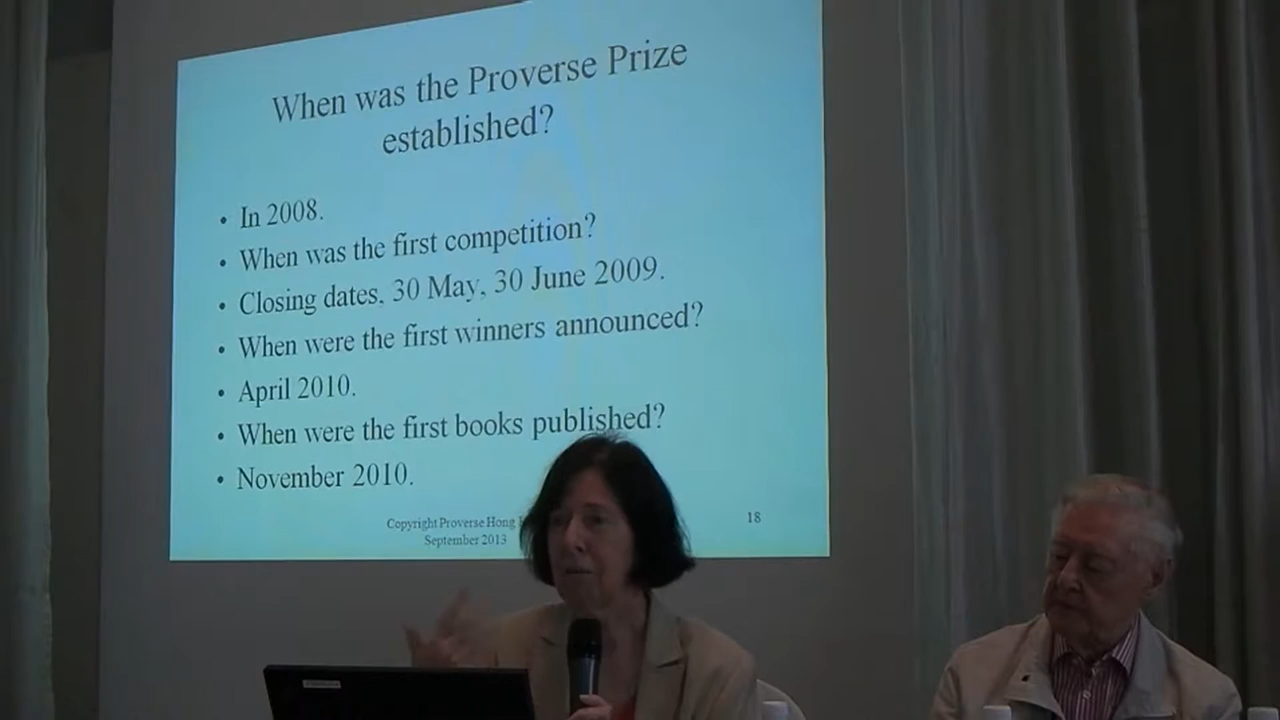 When was the Proverse Prize
established?
• In 2008.
• When was the first competition?
• Closing dates, 30 May, 30 June 2009.
• When were the first winners announced?
• April 2010.
• When were the first books published?
• November 2010.
Copyright Proverse Hong
September 2013
18